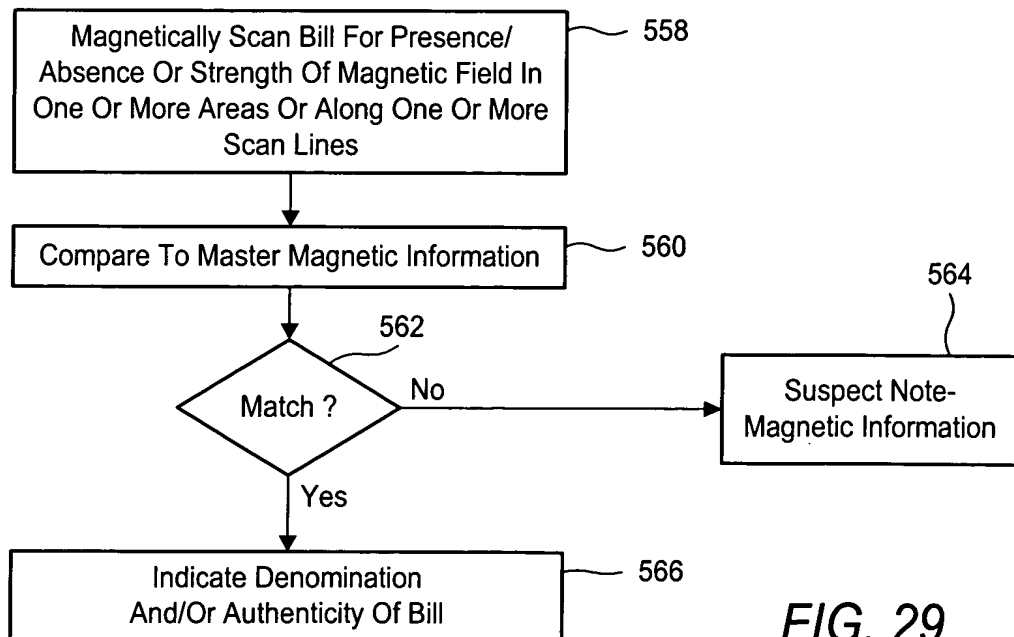 Magnetically Scan Bill For Presence/
Absence Or Strength Of Magnetic Field In
One Or More Areas Or Along One Or More
Scan Lines
558
Compare To Master Magnetic Information
560
562
Match ?
No
564
Suspect Note-
Magnetic Information
Yes
Indicate Denomination
And/Or Authenticity Of Bill
566
FIG. 29